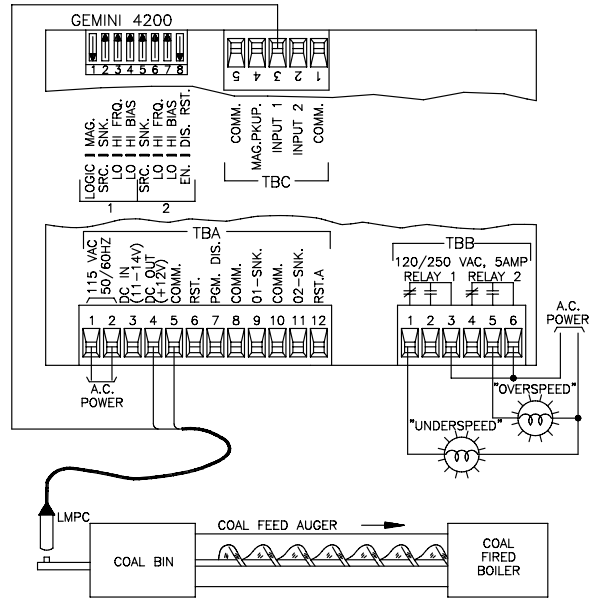 GEMINI 4200
1 2 3 4 5 6 7 8
5 4 3 2 1
LOGIC MAG.
SRC. SNK.
LO HI FRQ.
LO HI BIAS
SRC. SNK.
LO HI FRQ.
LO HI BIAS
EN. DIS. RST.
1 2
COMM.
MAG.PKUP.
INPUT 1
INPUT 2
COMM.
TBC
TBA
115 VAC
50/60HZ
DC IN
(11-14V)
DC OUT
(+12V)
COMM.
RST.
PGM. DIS.
COMM.
O1-SNK.
COMM.
O2-SNK.
RST.A
1 2 3 4 5 6 7 8 9 10 11 12
A.C.
POWER
TBB
120/250 VAC, 5AMP
RELAY 1 RELAY 2
1 2 3 4 5 6
A.C.
POWER
"OVERSPEED"
"UNDERSPEED"
LMPC
COAL FEED AUGER
COAL BIN
COAL
FIRED
BOILER